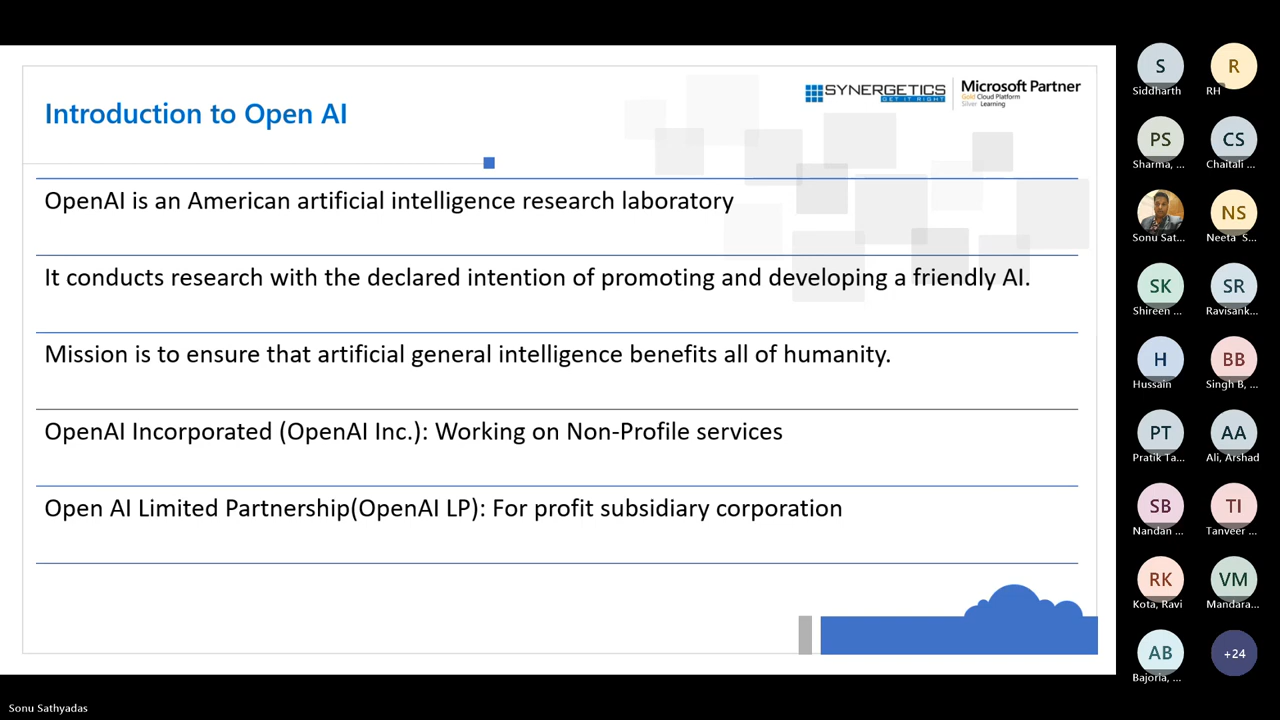 Introduction to Open AI
SYNERGETICS
GET IT RIGHT
Microsoft Partner
Gold Cloud Platform
Silver Learning
OpenAI is an American artificial intelligence research laboratory
It conducts research with the declared intention of promoting and developing a friendly AI.
Mission is to ensure that artificial general intelligence benefits all of humanity.
OpenAI Incorporated (OpenAI Inc.): Working on Non-Profile services
Open AI Limited Partnership(OpenAI LP): For profit subsidiary corporation
S
Siddharth
R
RH
PS
Sharma, ...
CS
Chaitali ...
Sonu Sat...
NS
Neeta S...
SK
Shireen ...
SR
Ravisank...
H
Hussain
BB
Singh B, ...
PT
Pratik Ta...
AA
Ali, Arshad
SB
Nandan ...
TI
Tanveer ...
RK
Kota, Ravi
VM
Mandara...
AB
Bajoria, ...
+24
Sonu Sathyadas